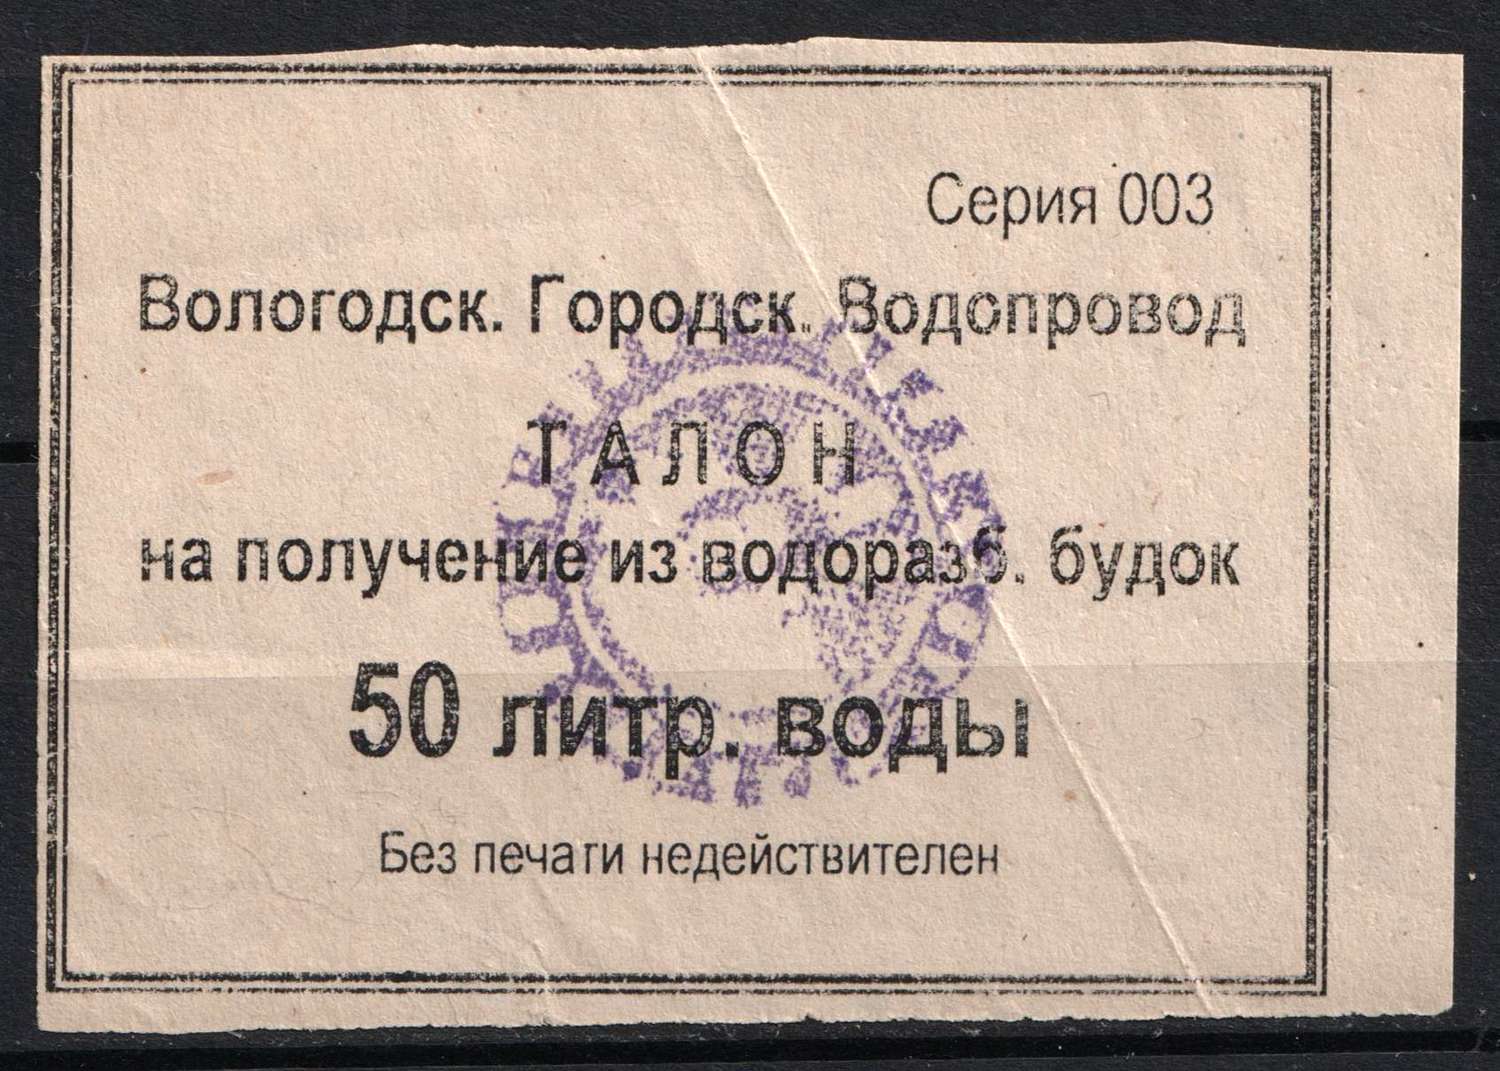 Серия 003
Вологодск. Городск. Водопровод
ТАЛОН
на получение из водоразб. будок
50 литр. воды
Без печати недействителен